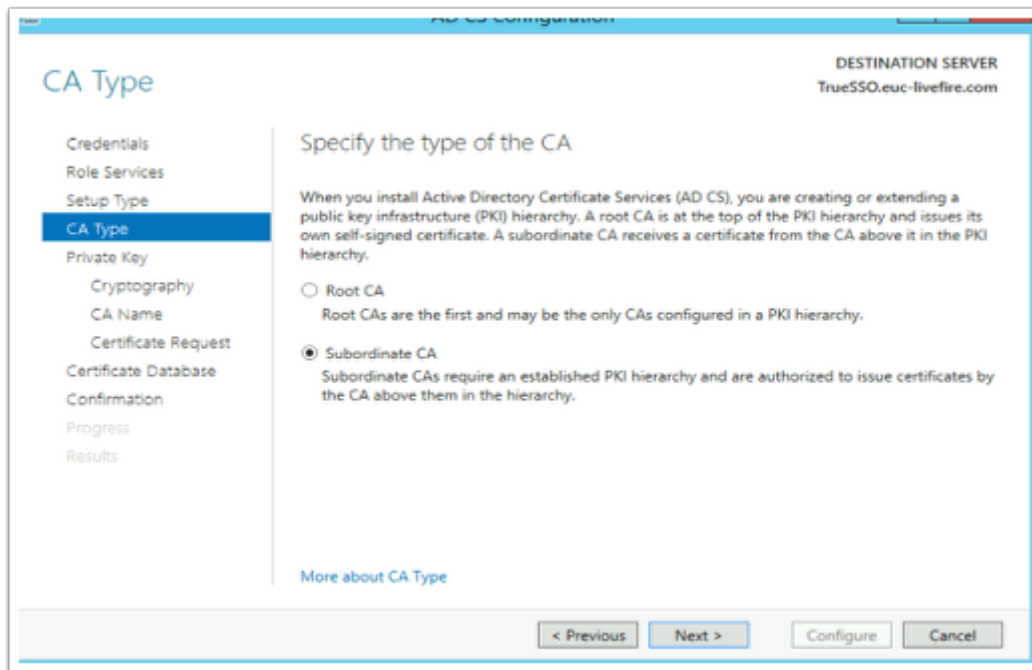 AD CS Configuration
DESTINATION SERVER
TrueSSO.euc-livefire.com
CA Type
Credentials
Role Services
Setup Type
CA Type
Private Key
Cryptography
CA Name
Certificate Request
Certificate Database
Confirmation
Progress
Results
Specify the type of the CA
When you install Active Directory Certificate Services (AD CS), you are creating or extending a
public key infrastructure (PKI) hierarchy. A root CA is at the top of the PKI hierarchy and issues its
own self-signed certificate. A subordinate CA receives a certificate from the CA above it in the PKI
hierarchy.
Root CA
Root CAs are the first and may be the only CAs configured in a PKI hierarchy.
Subordinate CA
Subordinate CAs require an established PKI hierarchy and are authorized to issue certificates by
the CA above them in the hierarchy.
More about CA Type
< Previous
Next >
Configure
Cancel